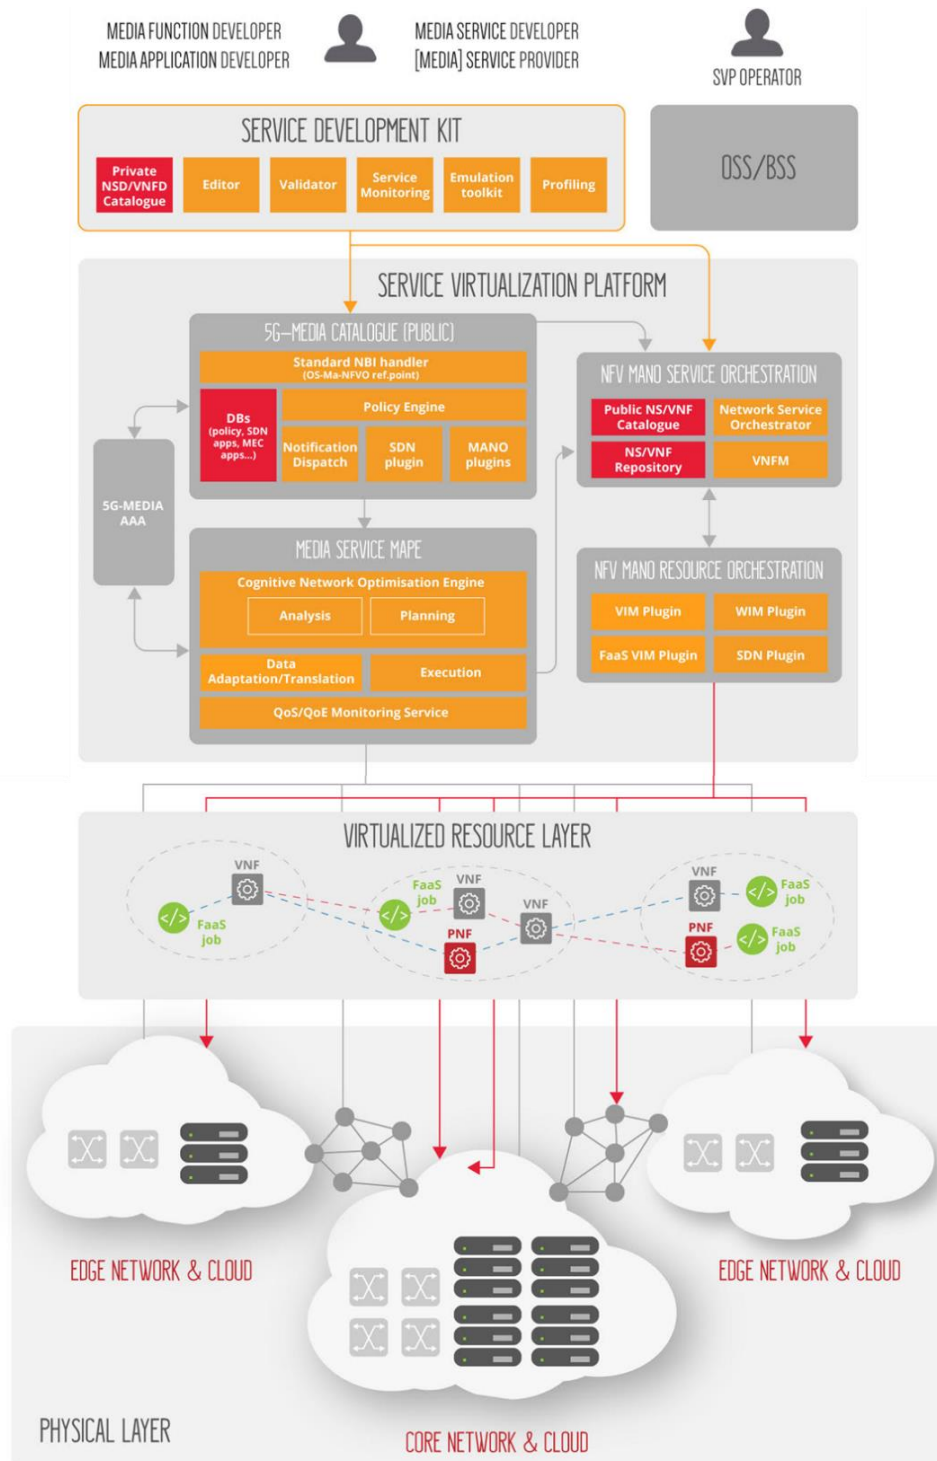 MEDIA FUNCTION DEVELOPER
MEDIA APPLICATION DEVELOPER
MEDIA SERVICE DEVELOPER
[MEDIA] SERVICE PROVIDER
SVP OPERATOR
SERVICE DEVELOPMENT KIT
Private
NSD/VNFD
Catalogue
Editor
Validator
Service
Monitoring
Emulation
toolkit
Profiling
OSS/BSS
SERVICE VIRTUALIZATION PLATFORM
5G-MEDIA CATALOGUE (PUBLIC)
Standard NBI handler
(OS-Ma-NFVO ref.point)
DBs
(policy, SDN
apps, MEC
apps...)
Policy Engine
Notification
Dispatch
SDN
plugin
MANO
plugins
5G-MEDIA
AAA
NFV MANO SERVICE ORCHESTRATION
Public NS/VNF
Catalogue
Network Service
Orchestrator
NS/VNF
Repository
VNFM
MEDIA SERVICE MAPE
Cognitive Network Optimisation Engine
Analysis
Planning
Data
Adaptation/Translation
Execution
QoS/QoE Monitoring Service
NFV MANO RESOURCE ORCHESTRATION
VIM Plugin
WIM Plugin
FaaS VIM Plugin
SDN Plugin
VIRTUALIZED RESOURCE LAYER
VNF
FaaS
job
FaaS
job
VNF
PNF
VNF
VNF
FaaS
job
PNF
FaaS
job
EDGE NETWORK & CLOUD
EDGE NETWORK & CLOUD
PHYSICAL LAYER
CORE NETWORK & CLOUD